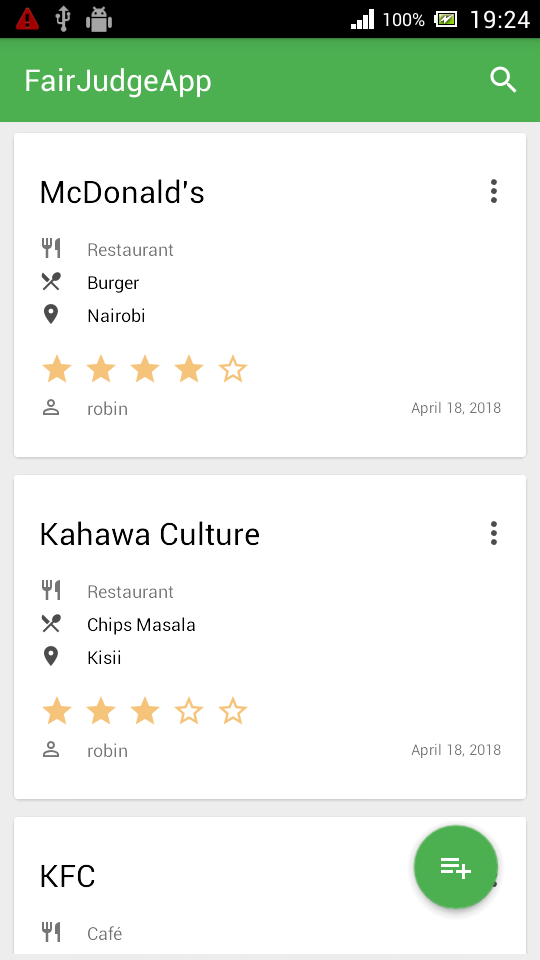 100% 19:24
FairJudgeApp
McDonald's
Restaurant
Burger
Nairobi
robin April 18, 2018
Kahawa Culture
Restaurant
Chips Masala
Kisii
robin April 18, 2018
KFC
Café